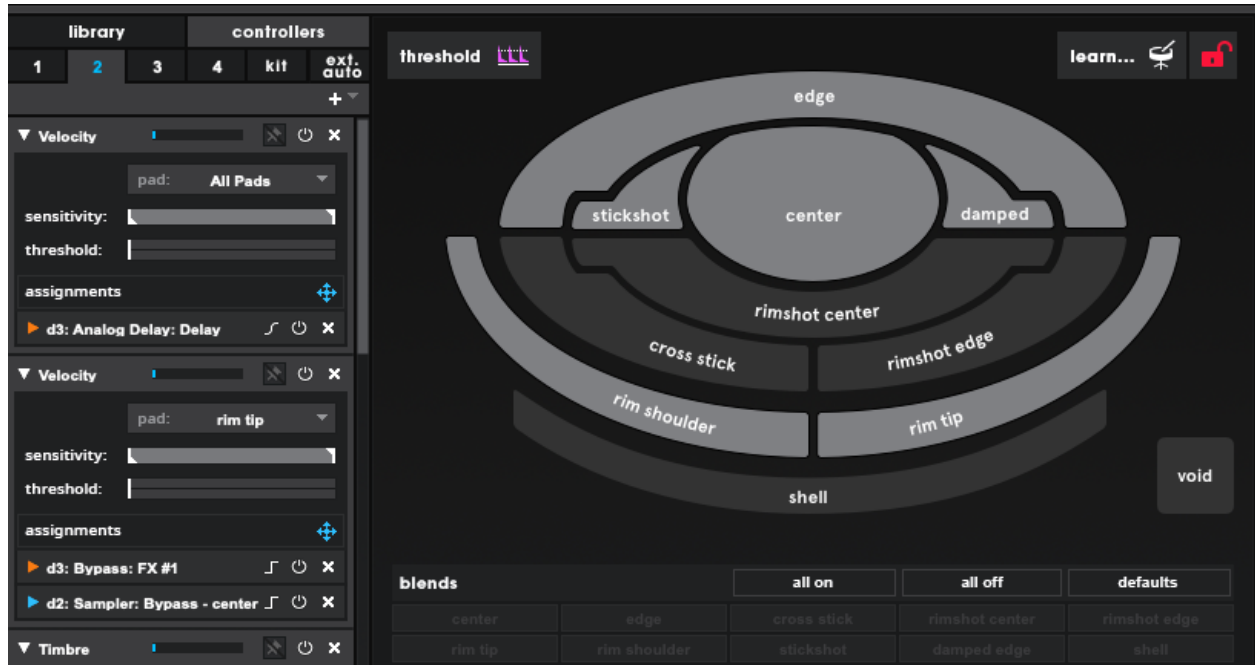 library controllers
1 2 3 4 kit ext. auto
+
Velocity
pad: All Pads
sensitivity:
threshold:
assignments
d3: Analog Delay: Delay
Velocity
pad: rim tip
sensitivity:
threshold:
assignments
d3: Bypass: FX #1
d2: Sampler: Bypass - center
Timbre
threshold
learn...
edge
stickshot
center
damped
rimshot center
cross stick
rimshot edge
rim shoulder
rim tip
shell
void
blends all on all off defaults
center edge cross stick rimshot center rimshot edge
rim tip rim shoulder stickshot damped edge shell